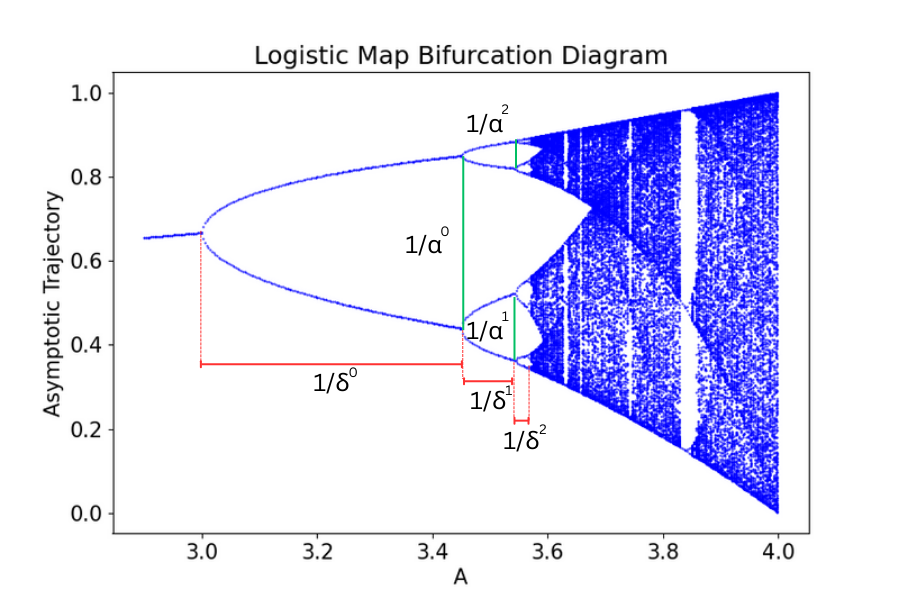 Logistic Map Bifurcation Diagram
1.0
0.8
0.6
0.4
0.2
0.0
Asymptotic Trajectory
1/α²
1/α⁰
1/α¹
1/δ⁰
1/δ¹
1/δ²
3.0 3.2 3.4 3.6 3.8 4.0
A